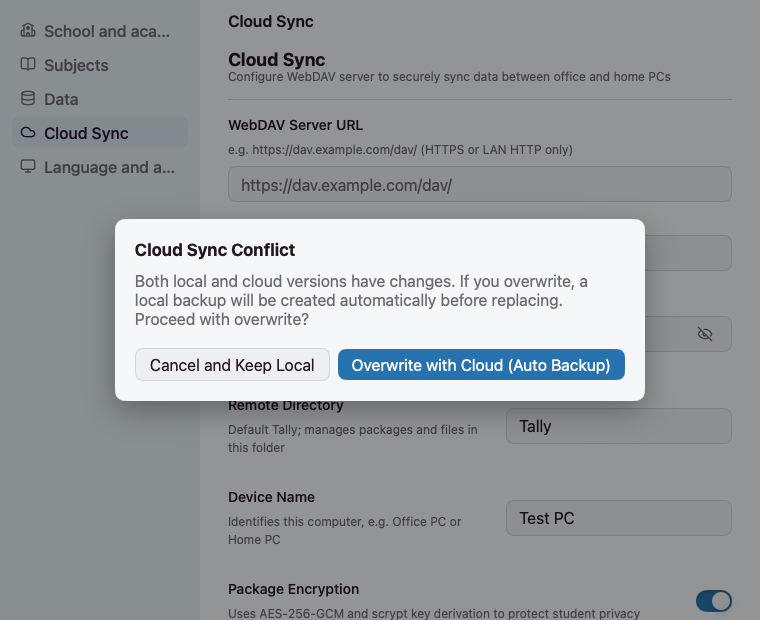 School and aca...
Subjects
Data
Cloud Sync
Language and a...
Cloud Sync
Cloud Sync
Configure WebDAV server to securely sync data between office and home PCs
WebDAV Server URL
e.g. https://dav.example.com/dav/ (HTTPS or LAN HTTP only)
https://dav.example.com/dav/
Cloud Sync Conflict
Both local and cloud versions have changes. If you overwrite, a
local backup will be created automatically before replacing.
Proceed with overwrite?
Cancel and Keep Local
Overwrite with Cloud (Auto Backup)
Remote Directory
Default Tally; manages packages and files in
this folder
Tally
Device Name
Identifies this computer, e.g. Office PC or
Home PC
Test PC
Package Encryption
Uses AES-256-GCM and scrypt key derivation to protect student privacy